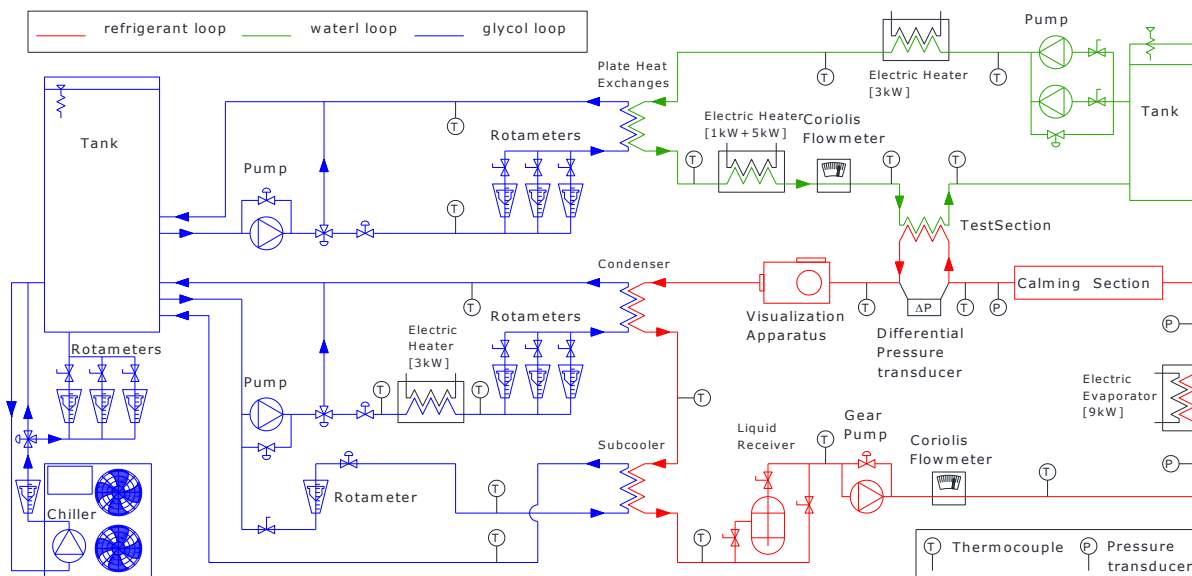 refrigerant loop
waterl loop
glycol loop
Pump
Plate Heat
Exchanges
T
T
Electric Heater
[3kW]
Tank
Tank
Electric Heater
[1kW+5kW]
Coriolis
Flowmeter
T
Rotameters
T
T
T
Pump
T
TestSection
Condenser
Calming Section
T
Visualization
Apparatus
T
ΔP
T
P
Differential
Pressure
transducer
P
Rotameters
Electric
Heater
[3kW]
Rotameters
Pump
T
T
T
Electric
Evaporator
[9kW]
Subcooler
Liquid
Receiver
T
Gear
Pump
Coriolis
Flowmeter
P
T
Rotameter
T
Chiller
T
T
T
Thermocouple
P
Pressure
transducer